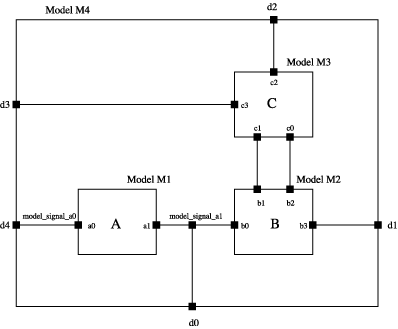 Model M4
d2
Model M3
c2
d3
c3
C
c1
c0
Model M1
Model M2
b1
b2
d4
model_signal_a0
a0
A
a1
model_signal_a1
b0
B
b3
d1
d0